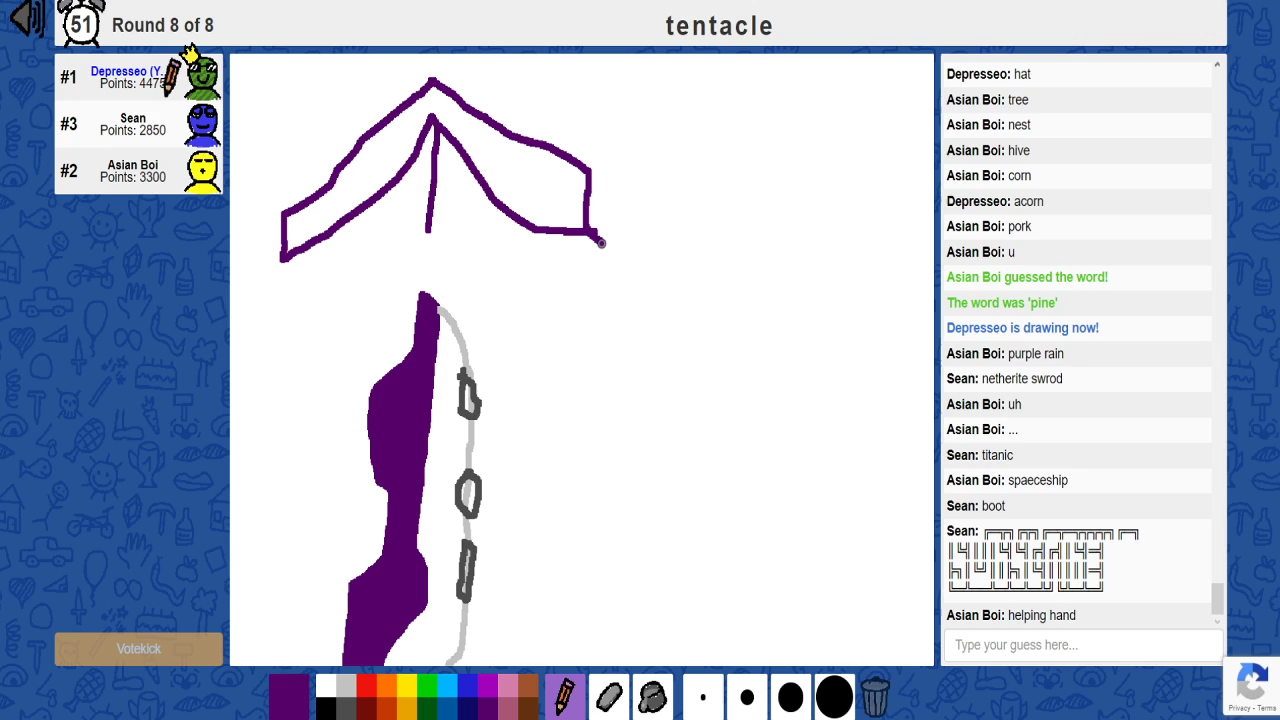 51
Round 8 of 8
tentacle
#1
Depresseo (Y...
Points: 4475
#3
Sean
Points: 2850
#2
Asian Boi
Points: 3300
Votekick
Depresseo: hat
Asian Boi: tree
Asian Boi: nest
Asian Boi: hive
Asian Boi: corn
Depresseo: acorn
Asian Boi: pork
Asian Boi: u
Asian Boi guessed the word!
The word was 'pine'
Depresseo is drawing now!
Asian Boi: purple rain
Sean: netherite swrod
Asian Boi: uh
Asian Boi: ...
Sean: titanic
Asian Boi: spaeceship
Sean: boot
Sean:
Asian Boi: helping hand
Type your guess here...
Privacy - Terms